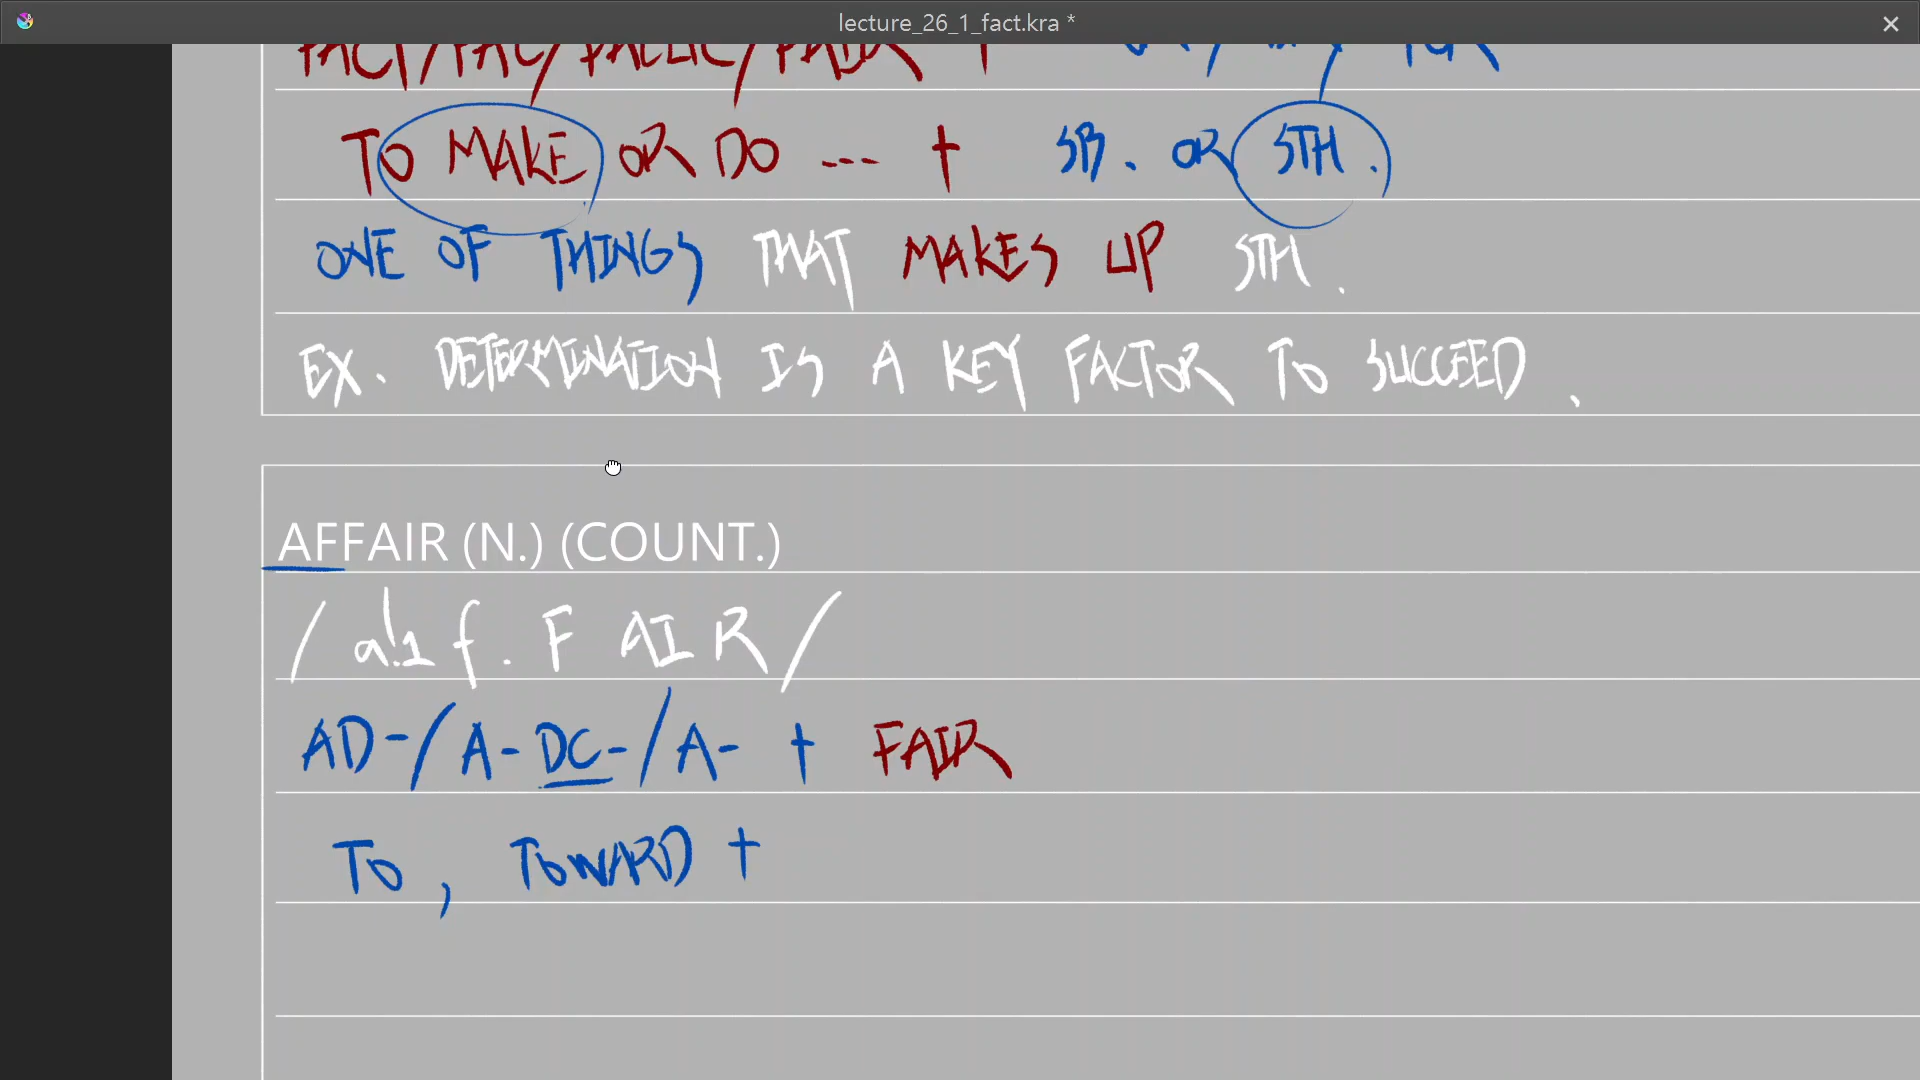 lecture_26_1_fact.kra *
TO MAKE OR DO --- + SB. OR STH.
ONE OF THINGS THAT MAKES UP STH.
EX. DETERMINATION IS A KEY FACTOR TO SUCCEED.
AFFAIR (N.) (COUNT.)
/ a!1 f. F AI R /
AD-/A-DC-/A- + FAIR
TO, TOWARD +